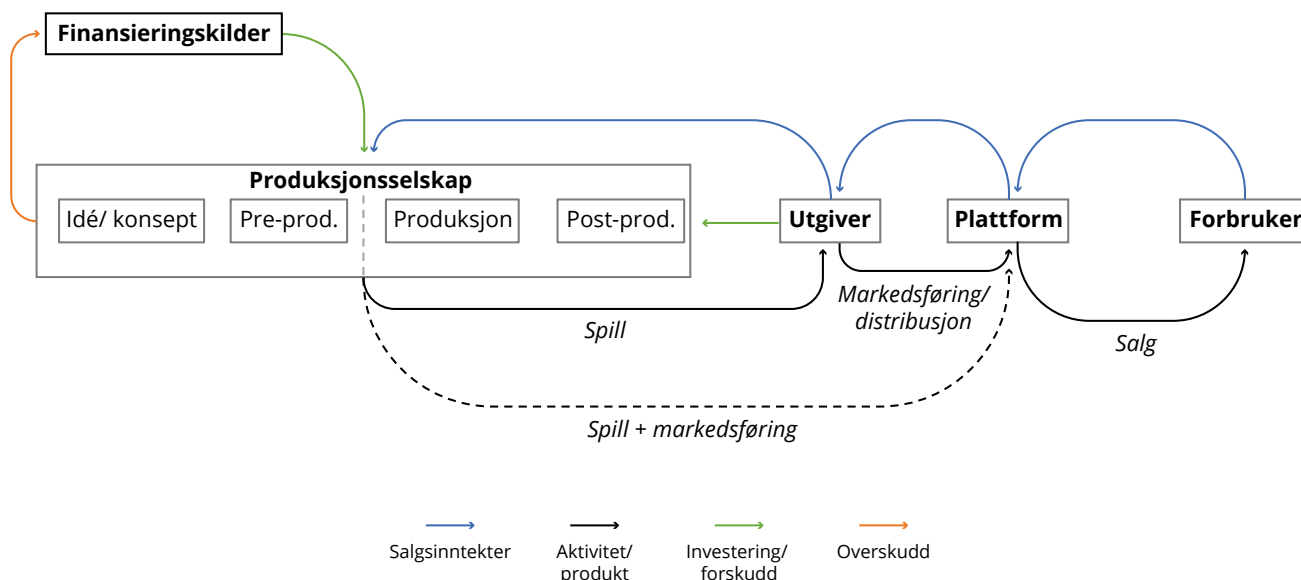 Finansieringskilder
Produksjonsselskap
Idé/ konsept
Pre-prod.
Produksjon
Post-prod.
Utgiver
Plattform
Forbruker
Markedsføring/
distribusjon
Spill
Salg
Spill + markedsføring
Salgsinntekter
Aktivitet/
produkt
Investering/
forskudd
Overskudd